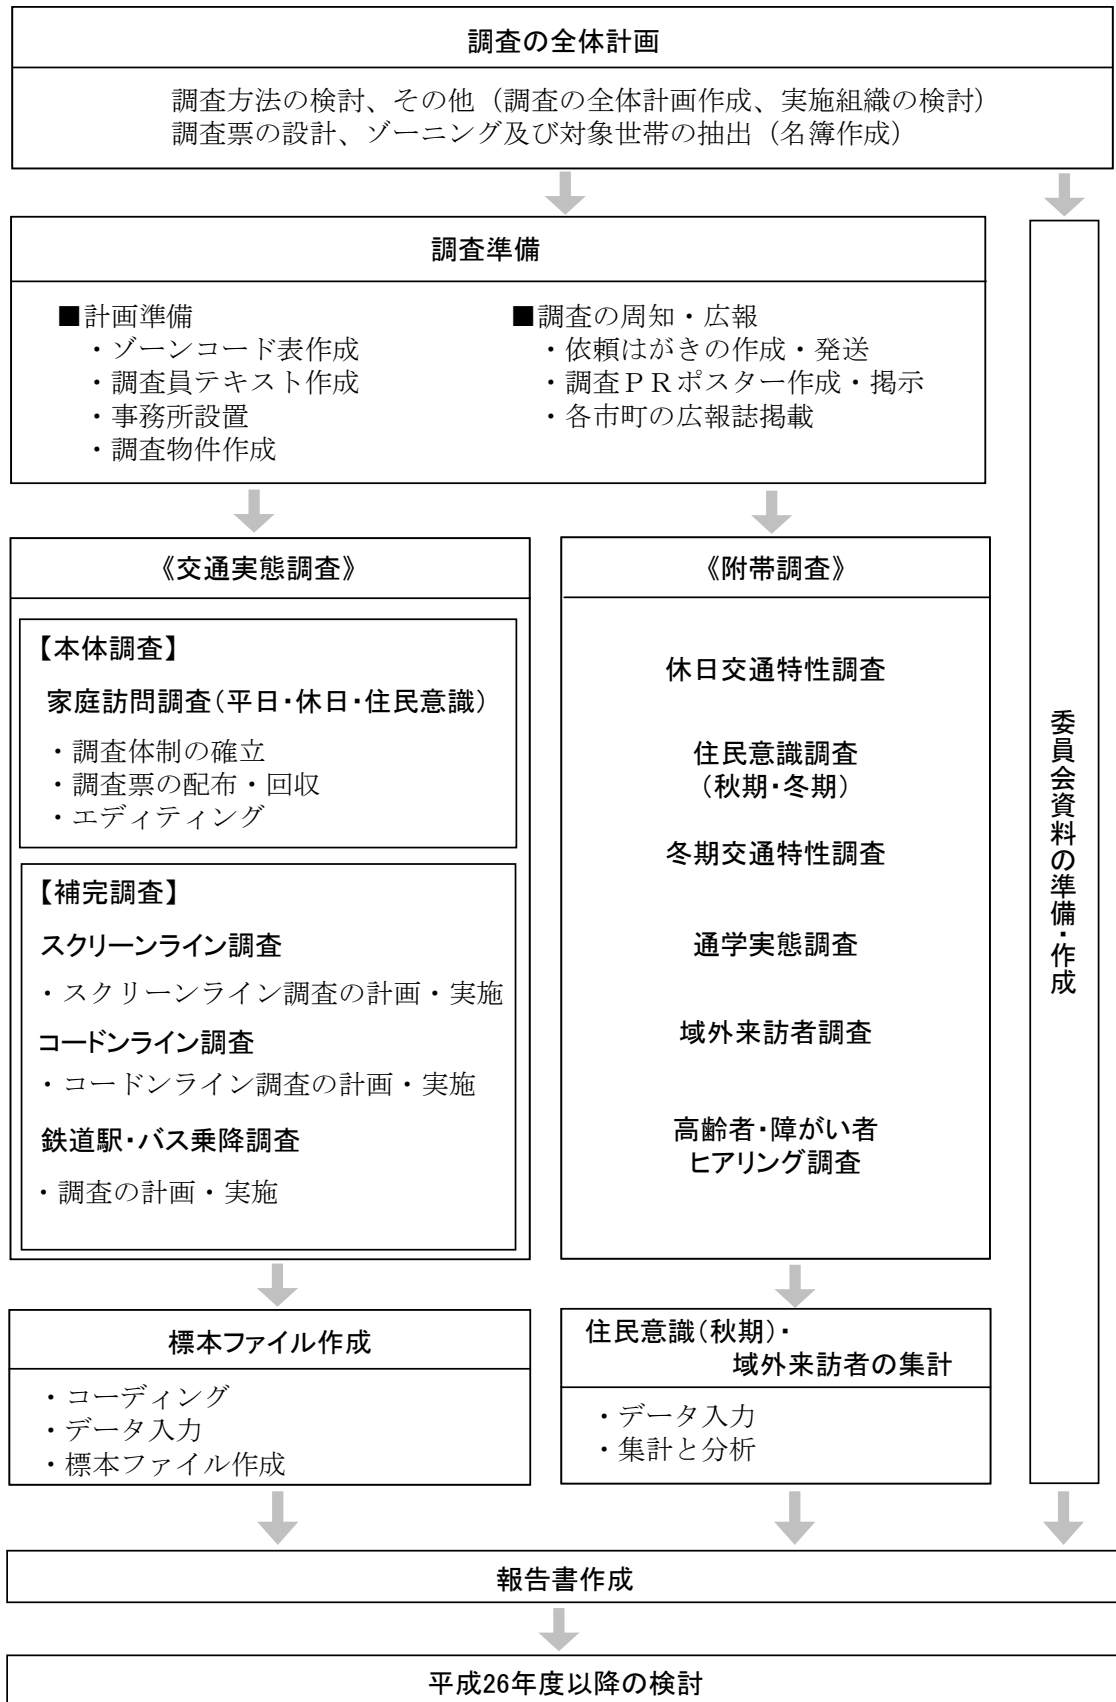 調査の全体計画
調査方法の検討、その他（調査の全体計画作成、実施組織の検討）
調査票の設計、ゾーニング及び対象世帯の抽出（名簿作成）
調査準備
■計画準備
・ゾーンコード表作成
・調査員テキスト作成
・事務所設置
・調査物件作成
■調査の周知・広報
・依頼はがきの作成・発送
・調査ＰＲポスター作成・掲示
・各市町の広報誌掲載
《交通実態調査》
【本体調査】
家庭訪問調査（平日・休日・住民意識）
・調査体制の確立
・調査票の配布・回収
・エディティング
【補完調査】
スクリーンライン調査
・スクリーンライン調査の計画・実施
コードンライン調査
・コードンライン調査の計画・実施
鉄道駅・バス乗降調査
・調査の計画・実施
《附帯調査》
休日交通特性調査
住民意識調査
（秋期・冬期）
冬期交通特性調査
通学実態調査
域外来訪者調査
高齢者・障がい者
ヒアリング調査
委員会資料の準備・作成
標本ファイル作成
・コーディング
・データ入力
・標本ファイル作成
住民意識（秋期）・
域外来訪者の集計
・データ入力
・集計と分析
報告書作成
平成26年度以降の検討